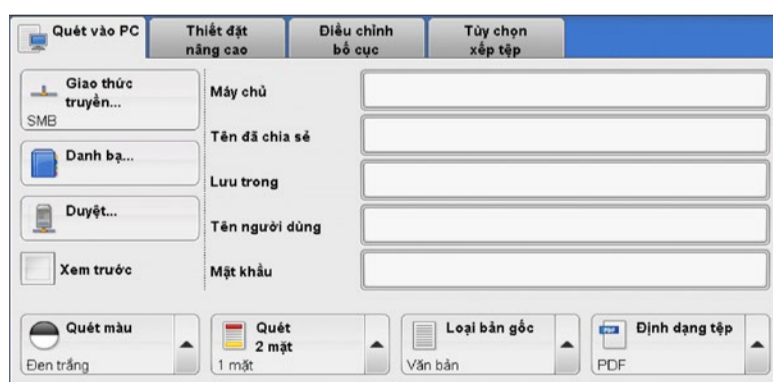 Quét vào PC
Thiết đặt
nâng cao
Điều chỉnh
bố cục
Tùy chọn
xếp tệp
Giao thức
truyền...
SMB
Danh bạ...
Duyệt...
Xem trước
Máy chủ
Tên đã chia sẻ
Lưu trong
Tên người dùng
Mật khẩu
Quét màu
Đen trắng
Quét
2 mặt
1 mặt
Loại bản gốc
Văn bản
PDF
Định dạng tệp
PDF